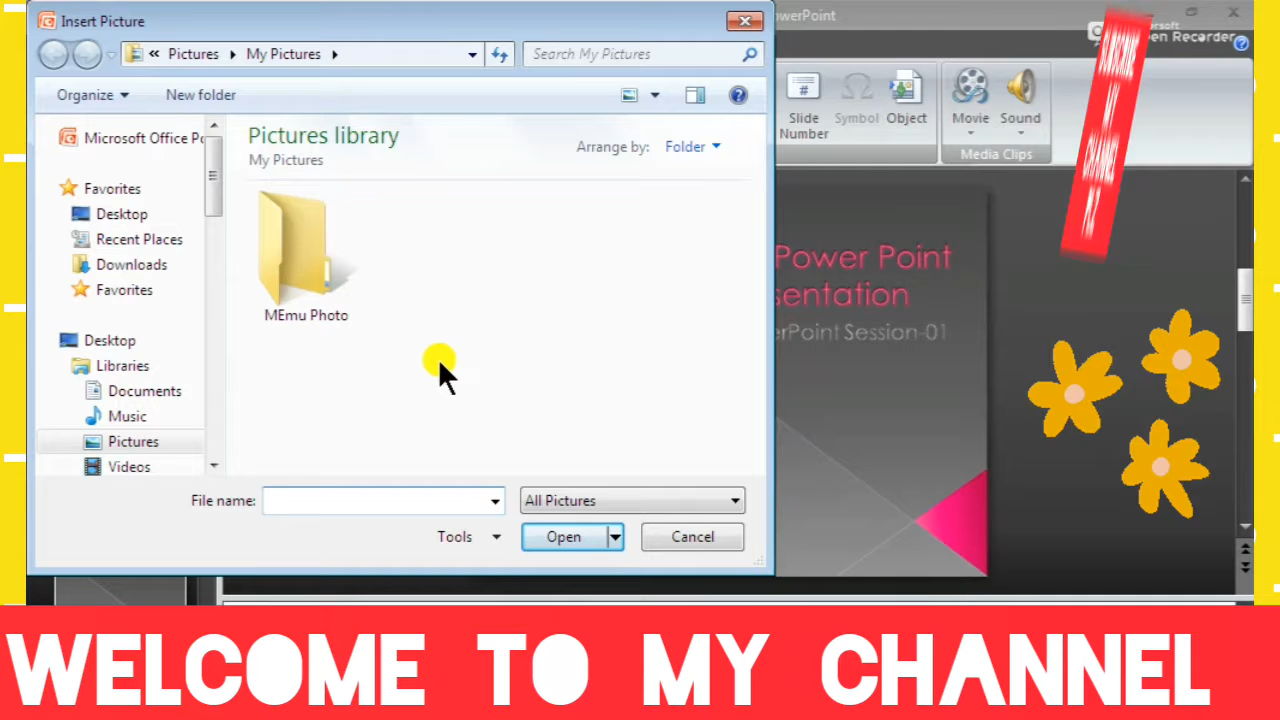 Insert Picture
PowerPoint
Pictures
My Pictures
Search My Pictures
Organize
New folder
Slide
Number
Symbol
Object
Movie
Sound
Media Clips
Microsoft Office Po
Pictures library
My Pictures
Arrange by:
Folder
Favorites
Desktop
Recent Places
Downloads
Favorites
Desktop
Libraries
Documents
Music
Pictures
Videos
MEmu Photo
Power Point
sentation
erPoint Session-01
File name:
All Pictures
Tools
Open
Cancel
WELCOME TO MY CHANNEL